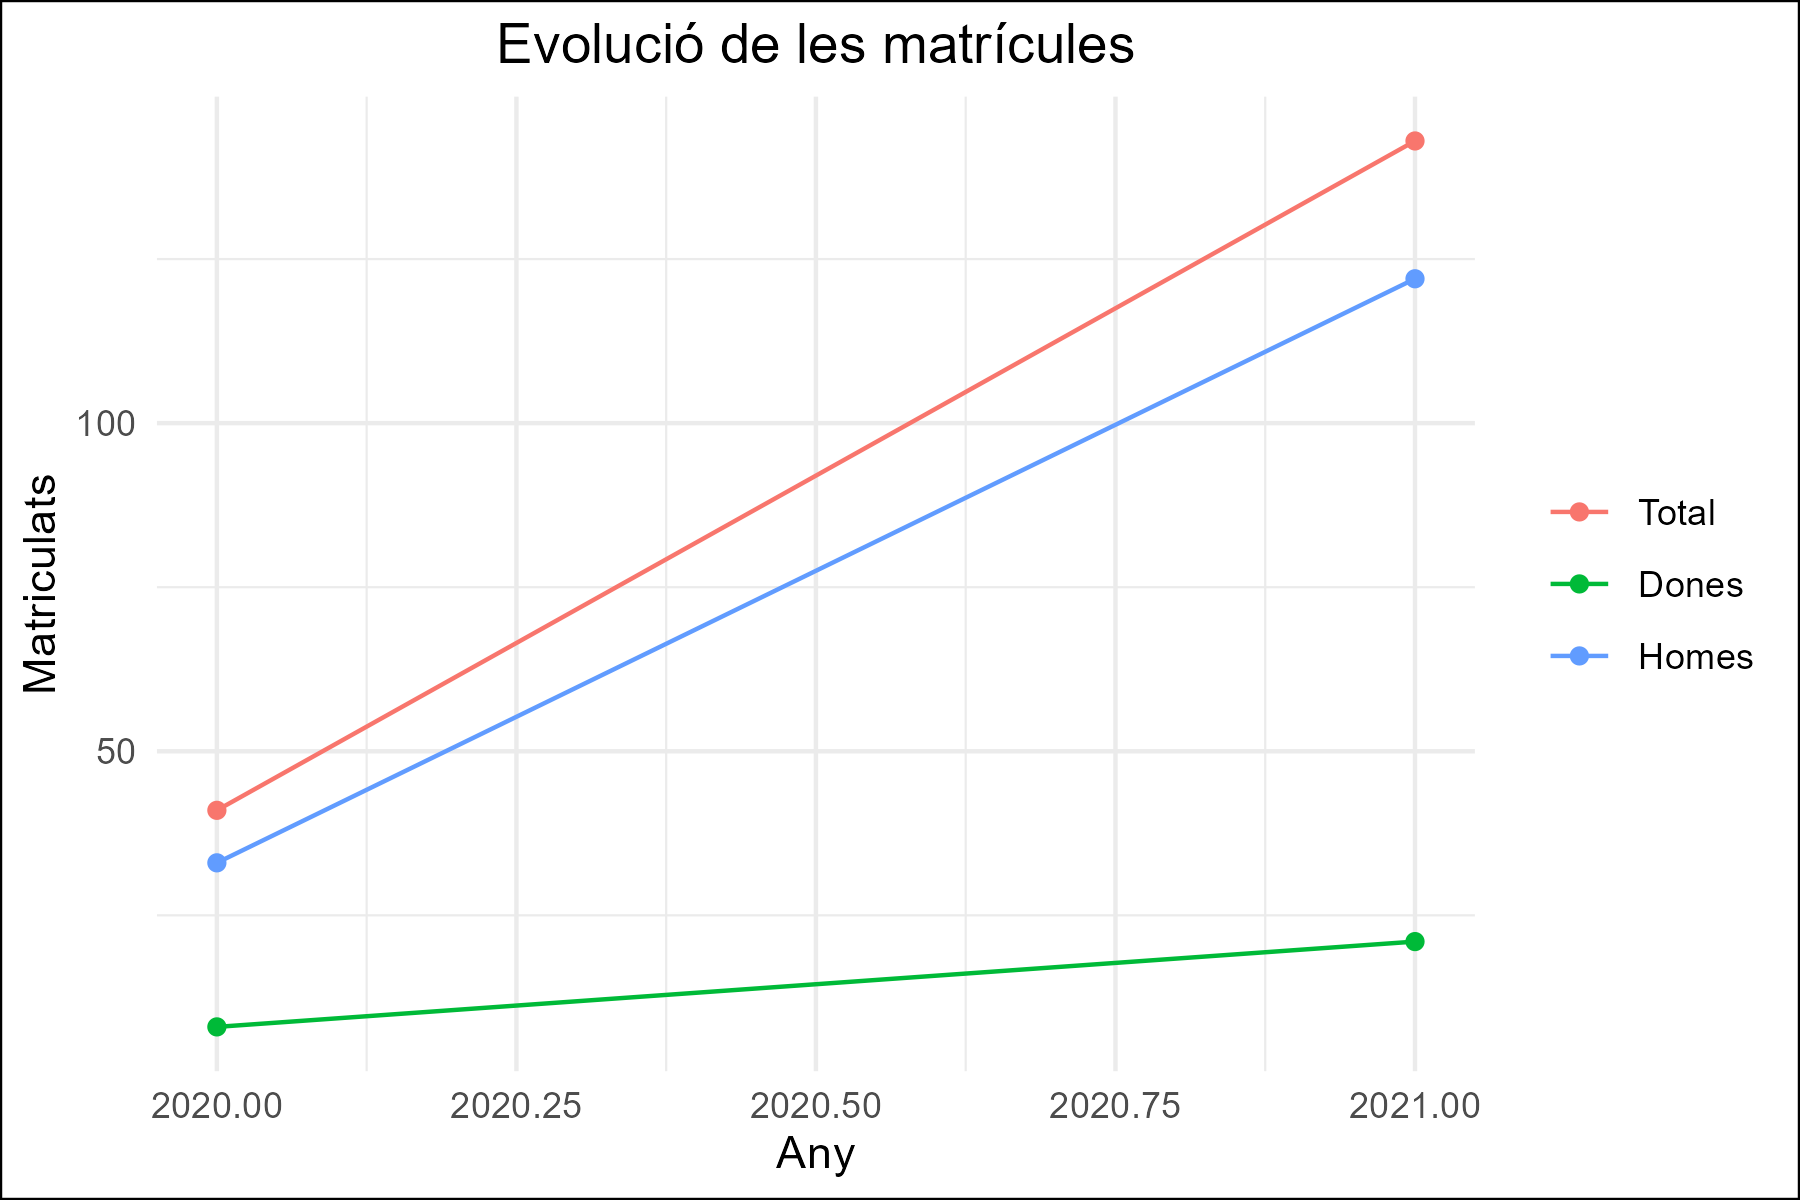 Evolució de les matrícules
Matriculats
100
50
2020.00
2020.25
2020.50
2020.75
2021.00
Any
Total
Dones
Homes